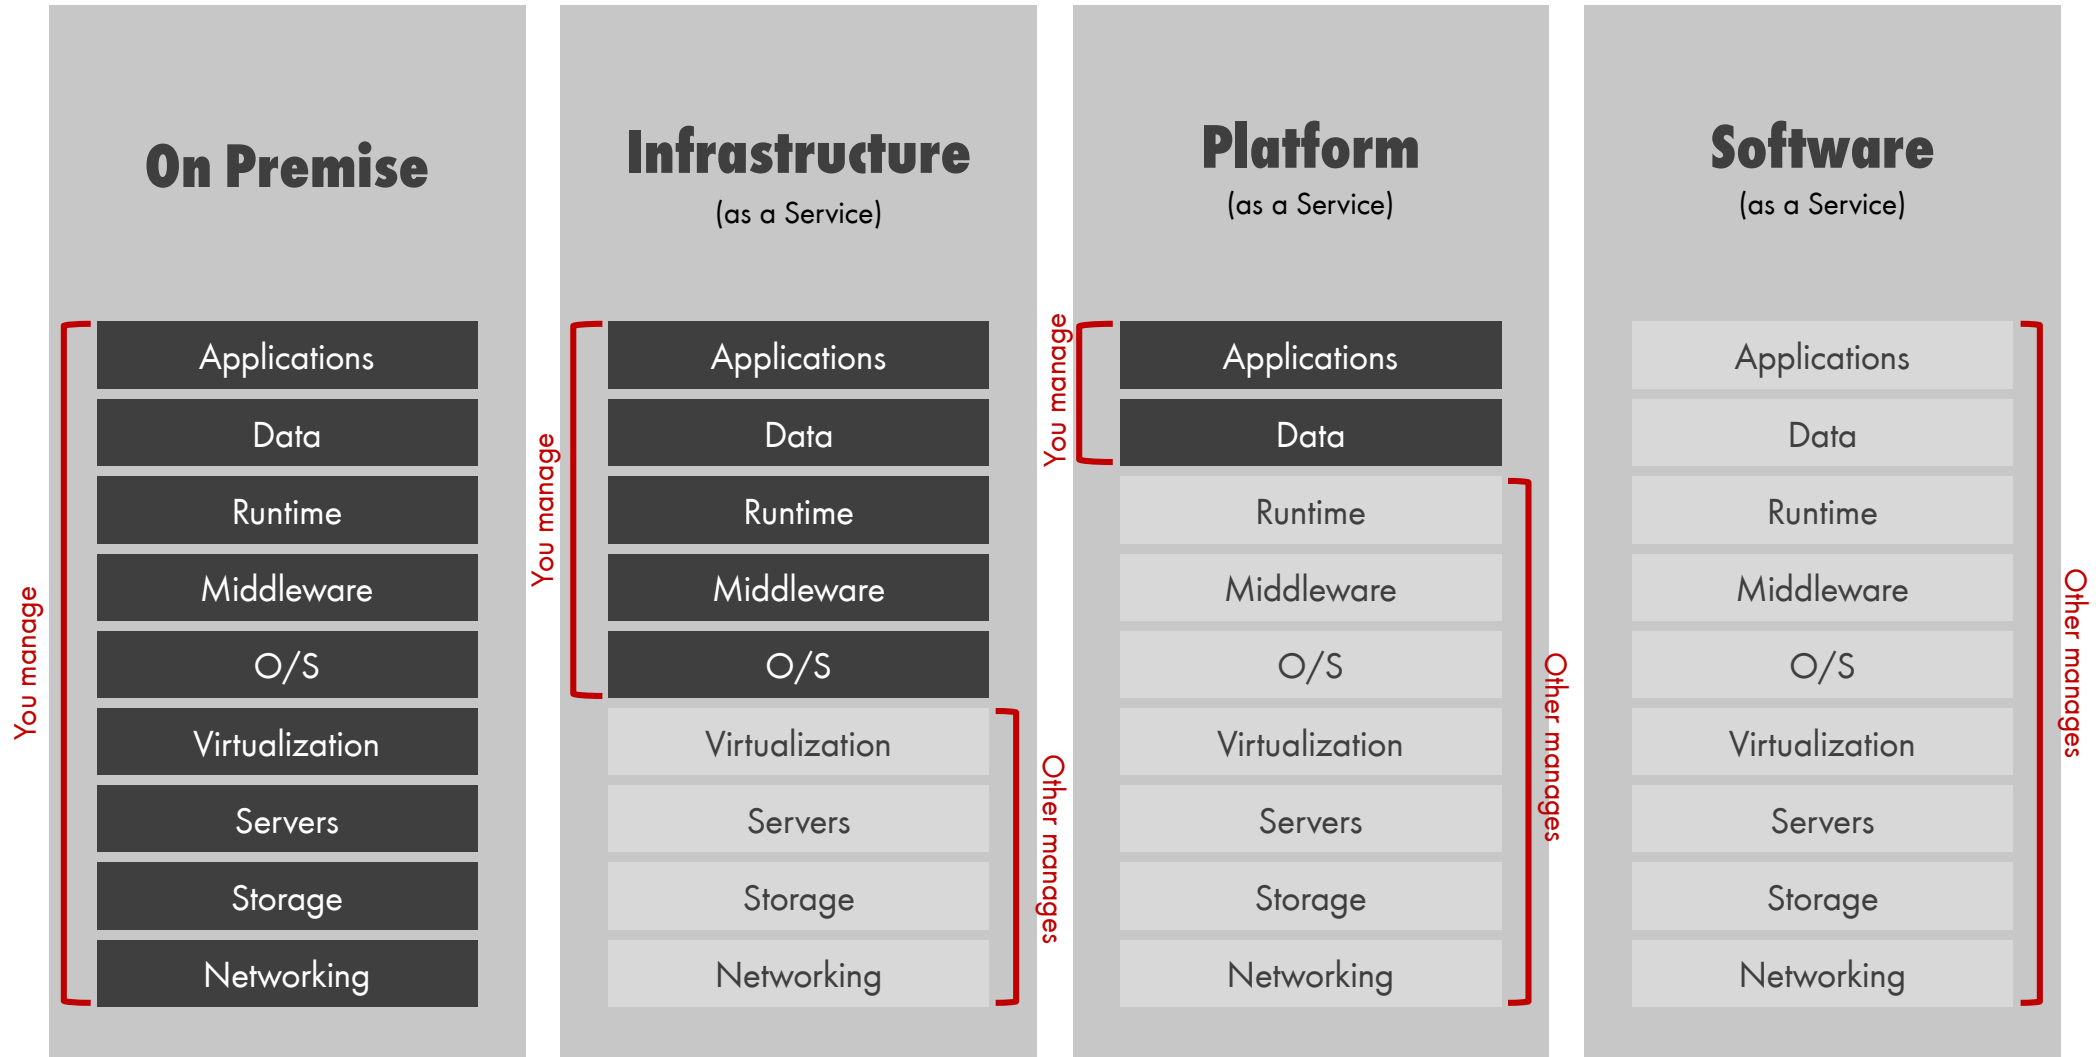 On Premise
You manage
Applications
Data
Runtime
Middleware
O/S
Virtualization
Servers
Storage
Networking
Infrastructure
(as a Service)
You manage
Applications
Data
Runtime
Middleware
O/S
Virtualization
Servers
Storage
Networking
Other manages
Platform
(as a Service)
You manage
Applications
Data
Runtime
Middleware
O/S
Virtualization
Servers
Storage
Networking
Other manages
Software
(as a Service)
Applications
Data
Runtime
Middleware
O/S
Virtualization
Servers
Storage
Networking
Other manages